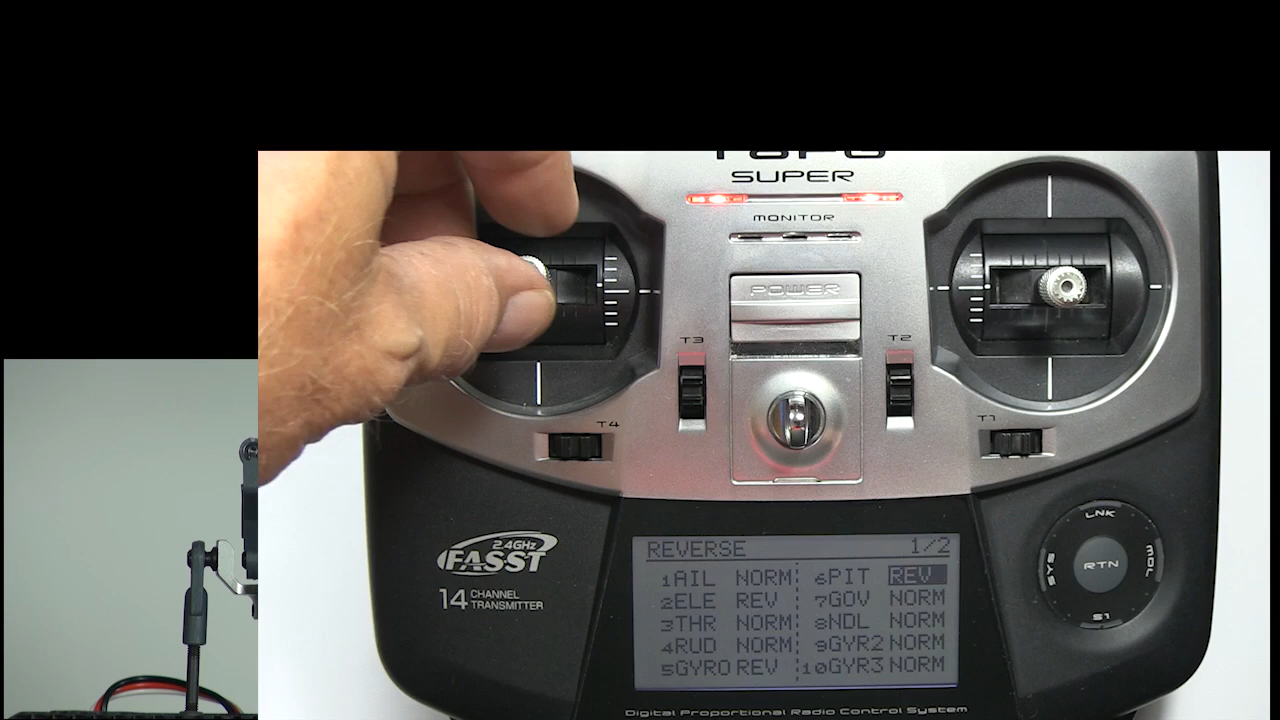 SUPER
MONITOR
POWER
T3
T2
T4
T1
2.4GHz
FASST
14 CHANNEL
TRANSMITTER
LNK
SYS
RTN
MDL
S1
REVERSE 1/2
1AIL NORM 6PIT REV
2ELE REV 7GOV NORM
3THR NORM 8NDL NORM
4RUD NORM 9GYR2 NORM
5GYRO REV 10GYR3 NORM
Digital Proportional Radio Control System